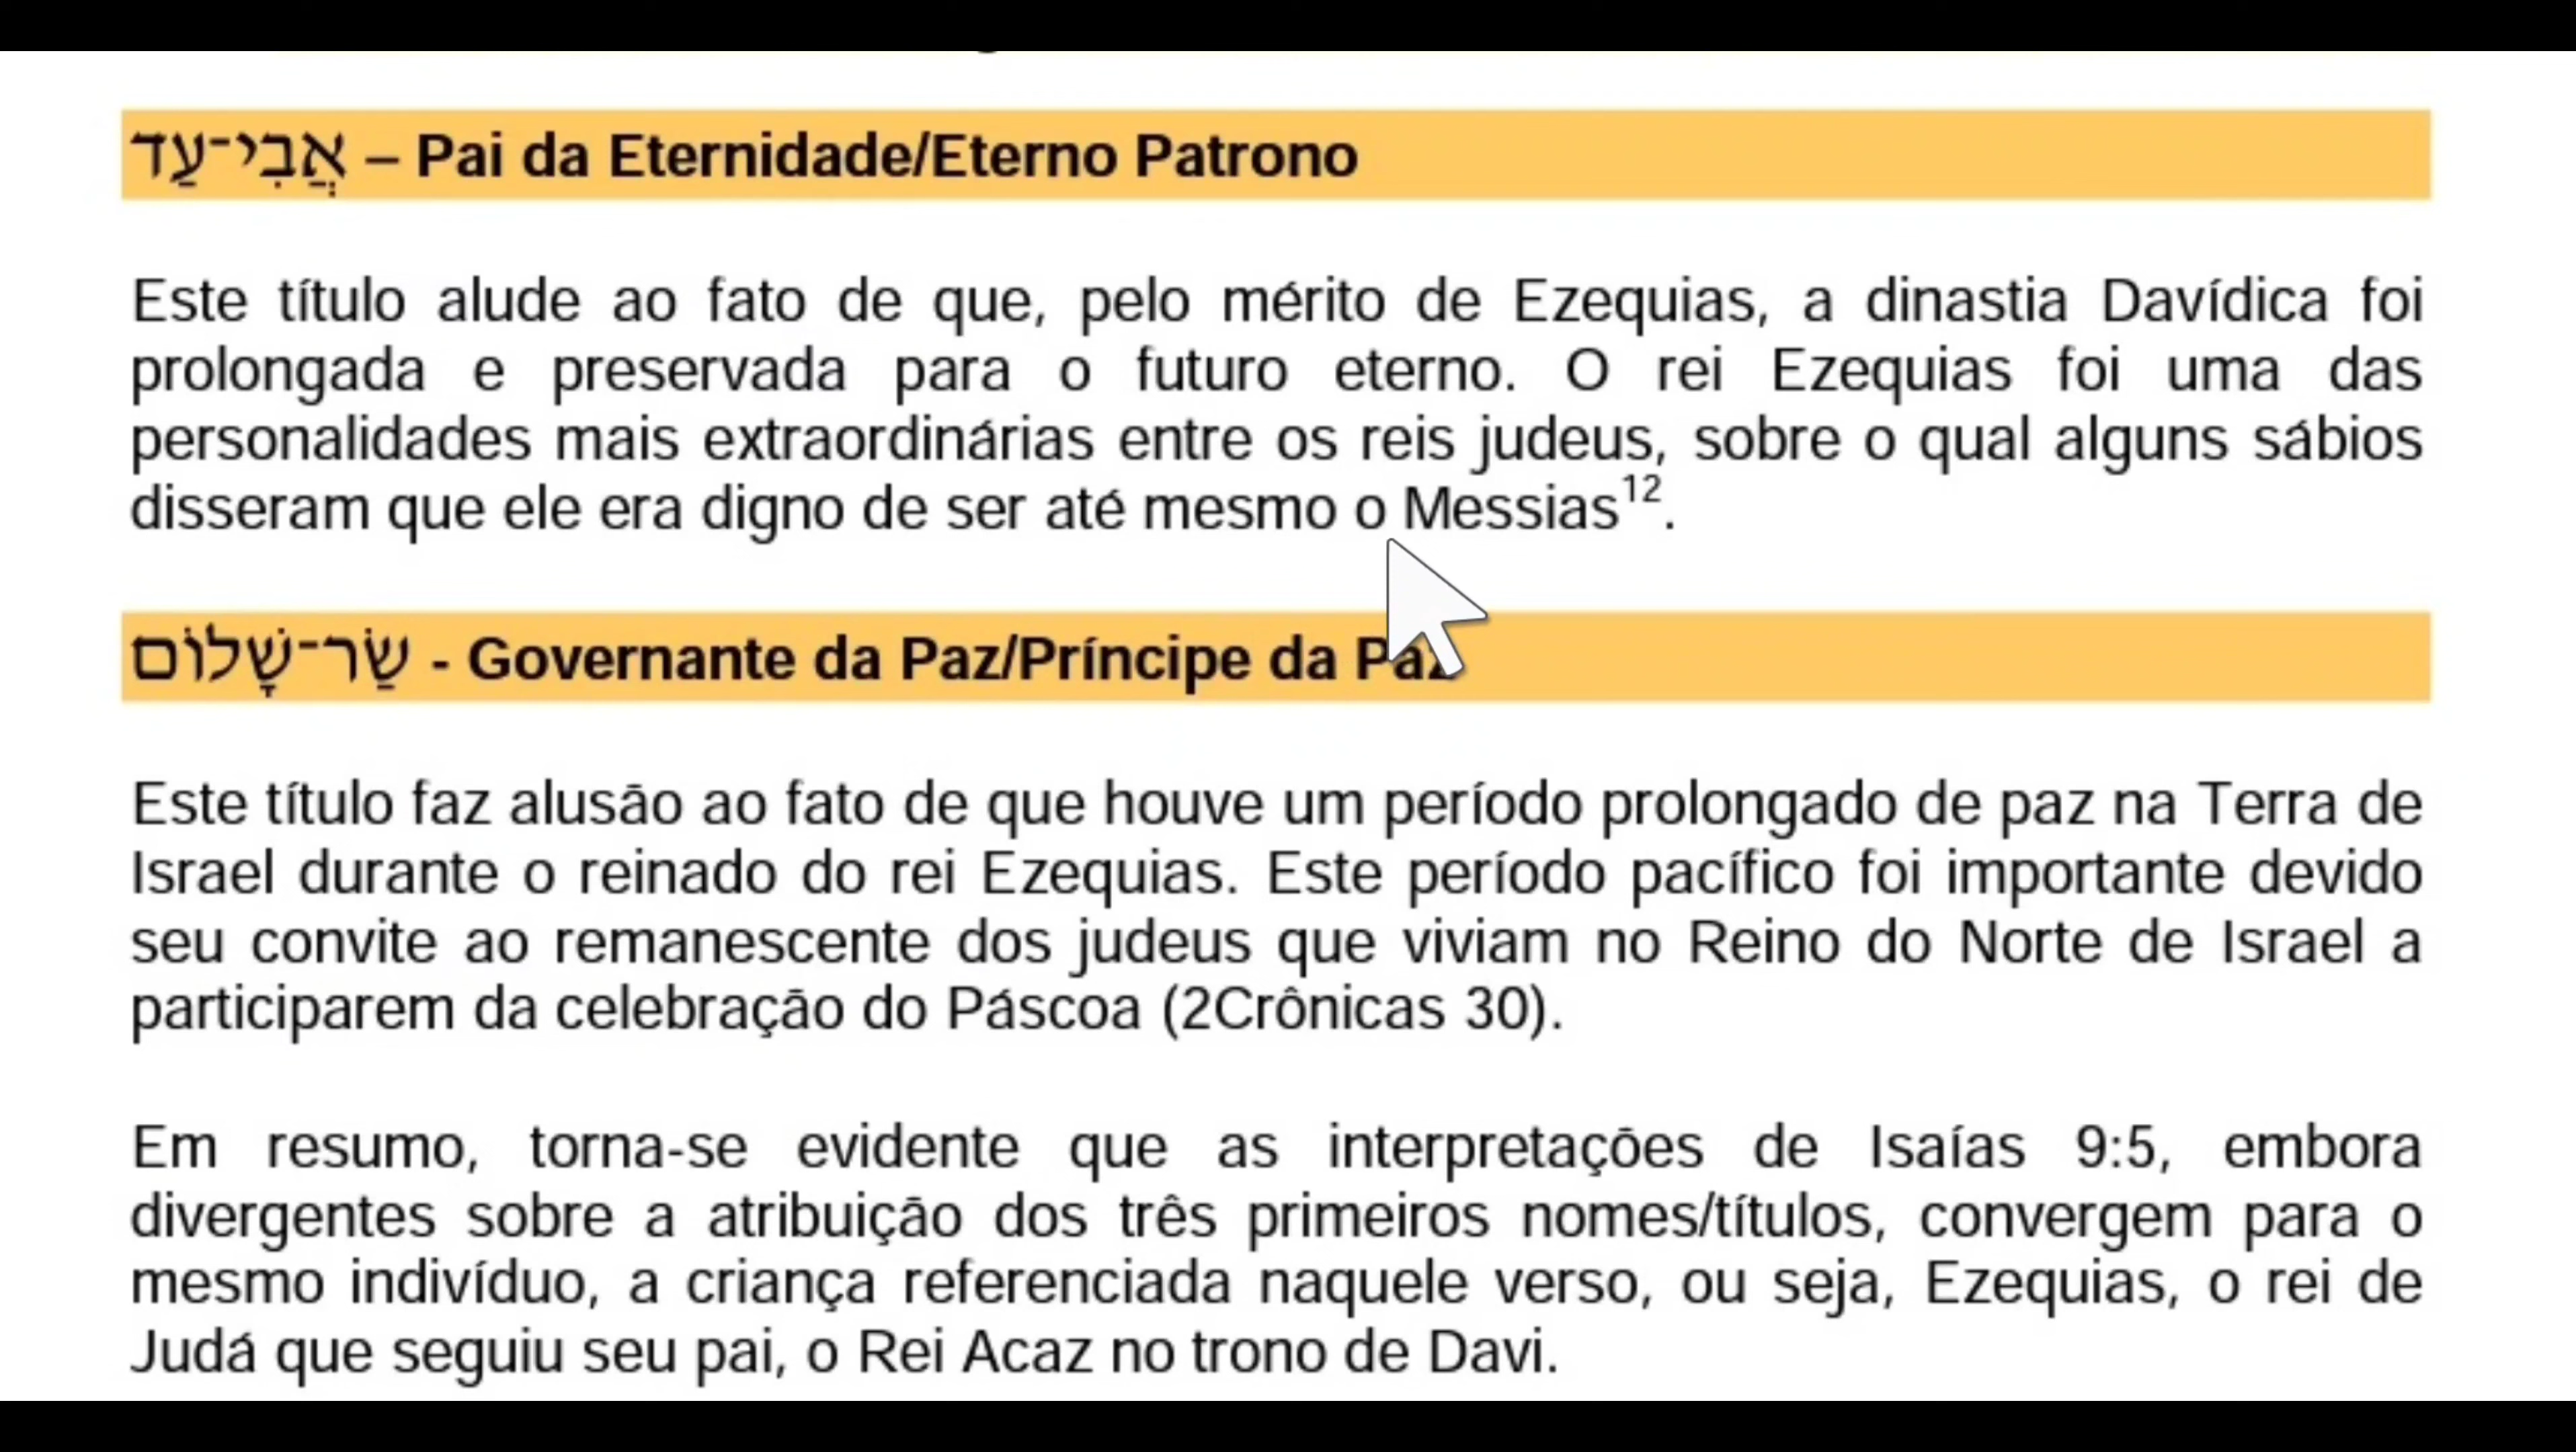 אֲבִי־עַד – Pai da Eternidade/Eterno Patrono
Este título alude ao fato de que, pelo mérito de Ezequias, a dinastia Davídica foi
prolongada e preservada para o futuro eterno. O rei Ezequias foi uma das
personalidades mais extraordinárias entre os reis judeus, sobre o qual alguns sábios
disseram que ele era digno de ser até mesmo o Messias¹².
שַׂר־שָׁלוֹם - Governante da Paz/Príncipe da Paz
Este título faz alusão ao fato de que houve um período prolongado de paz na Terra de
Israel durante o reinado do rei Ezequias. Este período pacífico foi importante devido
seu convite ao remanescente dos judeus que viviam no Reino do Norte de Israel a
participarem da celebração do Páscoa (2Crônicas 30).
Em resumo, torna-se evidente que as interpretações de Isaías 9:5, embora
divergentes sobre a atribuição dos três primeiros nomes/títulos, convergem para o
mesmo indivíduo, a criança referenciada naquele verso, ou seja, Ezequias, o rei de
Judá que seguiu seu pai, o Rei Acaz no trono de Davi.